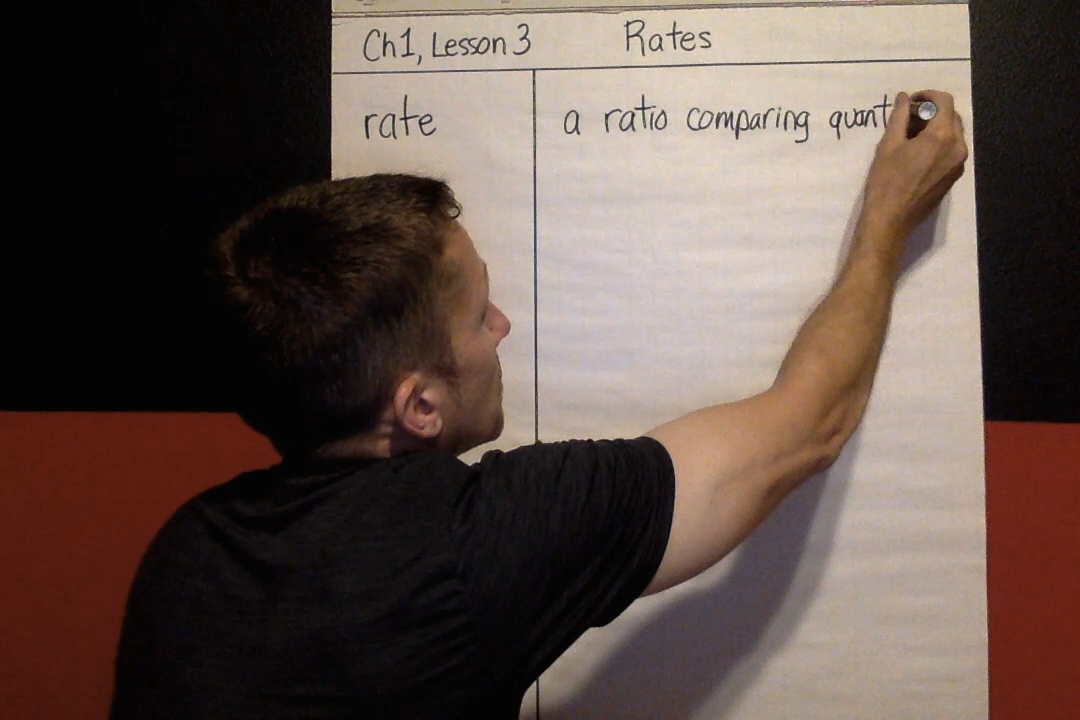 Ch1, Lesson 3 Rates
rate a ratio comparing quant